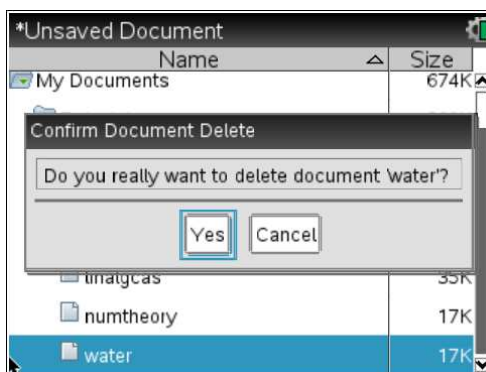 *Unsaved Document
Name Size
My Documents 674K
Confirm Document Delete
Do you really want to delete document 'water'?
Yes Cancel
linalgcas 35K
numtheory 17K
water 17K